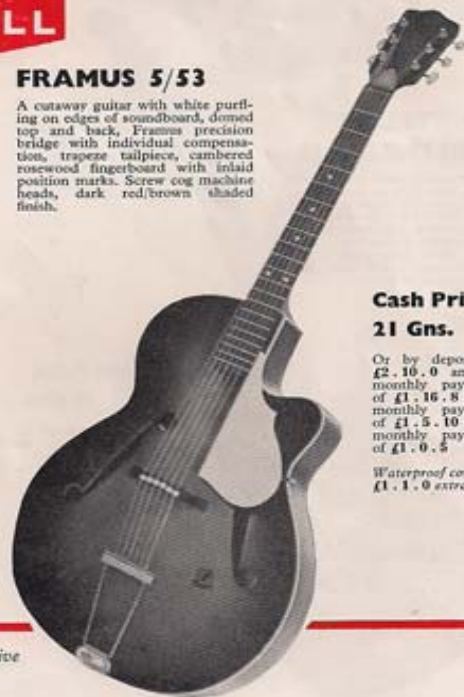 LL
FRAMUS 5/53
A cutaway guitar with white purfl-
ing on edges of soundboard, domed
top and back, Framus precision
bridge with individual compensa-
tion, trapeze tailpiece, cambered
rosewood fingerboard with inlaid
position marks. Screw cog machine
heads, dark red/brown shaded
finish.
Cash Pri
21 Gns.
Or by depos
£2.10.0 an
monthly pay
of £1.16.8
monthly pay
of £1.5.10
monthly pay
of £1.0.5
Waterproof co
£1.1.0 extra
ive